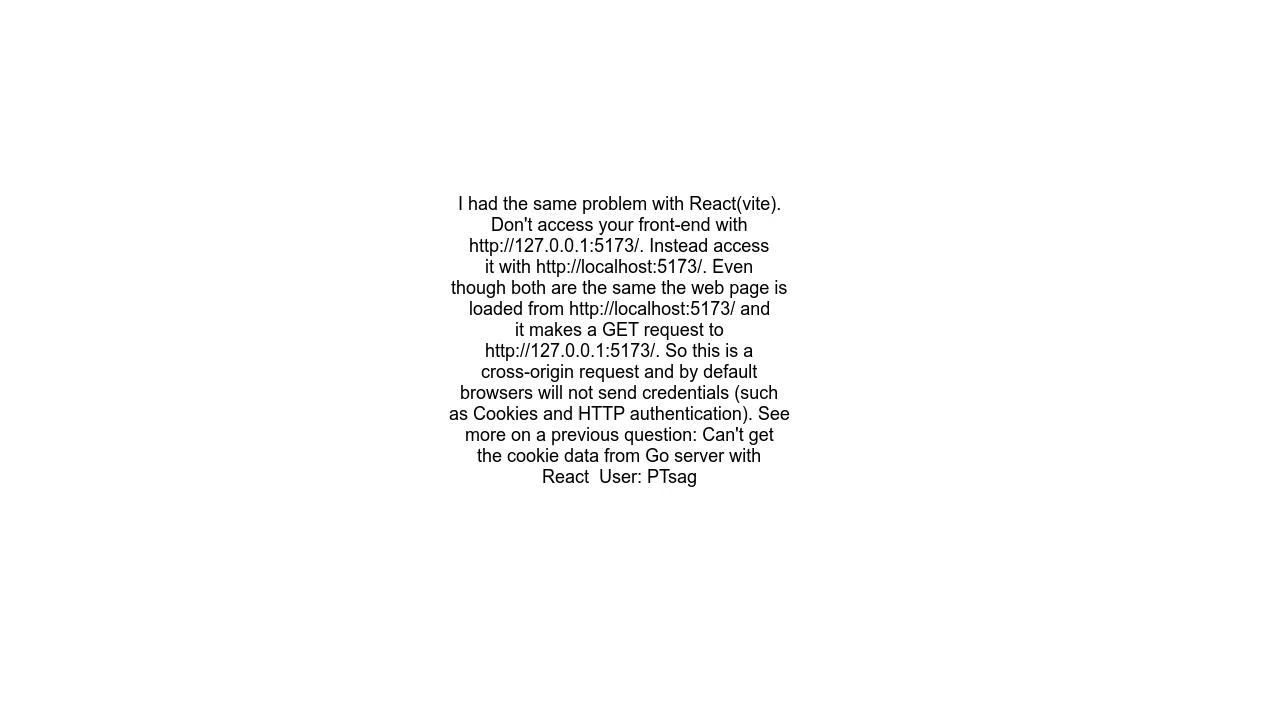 I had the same problem with React(vite).
Don't access your front-end with
http://127.0.0.1:5173/. Instead access
it with http://localhost:5173/. Even
though both are the same the web page is
loaded from http://localhost:5173/ and
it makes a GET request to
http://127.0.0.1:5173/. So this is a
cross-origin request and by default
browsers will not send credentials (such
as Cookies and HTTP authentication). See
more on a previous question: Can't get
the cookie data from Go server with
React  User: PTsag